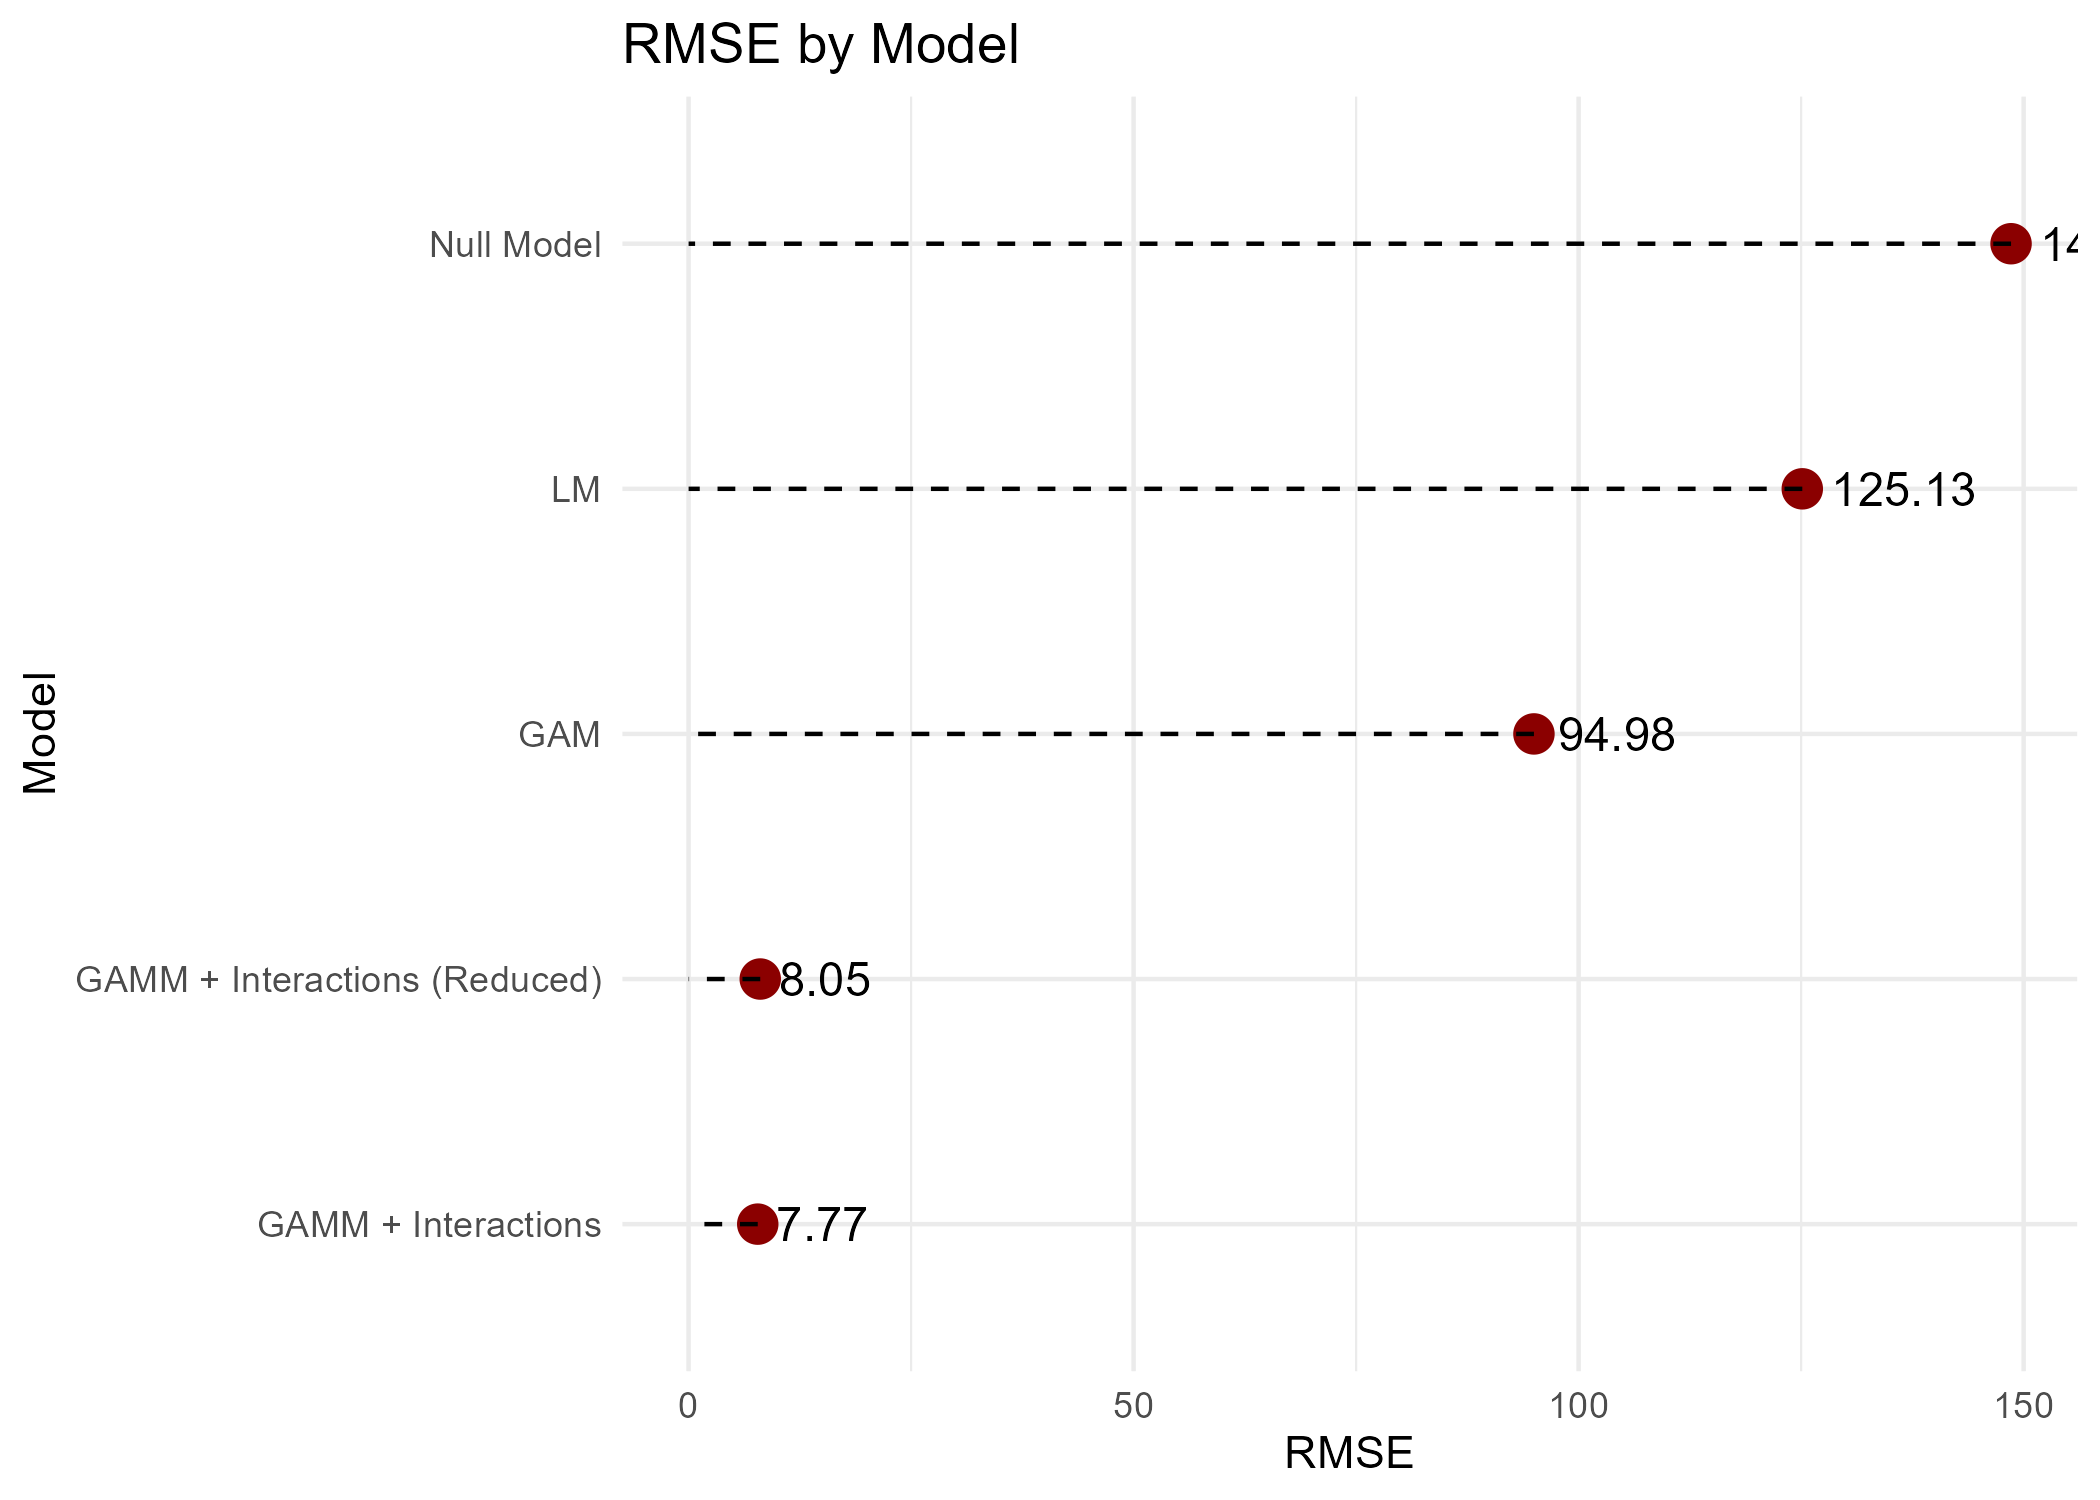 RMSE by Model
Null Model
14
LM
125.13
GAM
94.98
GAMM + Interactions (Reduced)
8.05
GAMM + Interactions
7.77
Model
0 50 100 150
RMSE